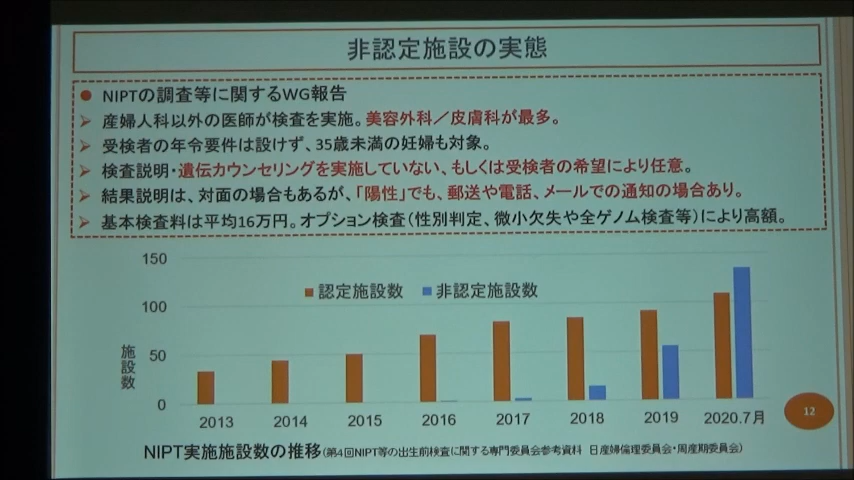 非認定施設の実態
● NIPTの調査等に関するWG報告
➤ 産婦人科以外の医師が検査を実施。美容外科／皮膚科が最多。
➤ 受検者の年令要件は設けず、35歳未満の妊婦も対象。
➤ 検査説明・遺伝カウンセリングを実施していない、もしくは受検者の希望により任意。
➤ 結果説明は、対面の場合もあるが、「陽性」でも、郵送や電話、メールでの通知の場合あり。
➤ 基本検査料は平均16万円。オプション検査（性別判定、微小欠失や全ゲノム検査等）により高額。
150
100
50
0
認定施設数 非認定施設数
施設数
2013 2014 2015 2016 2017 2018 2019 2020.7月
12
NIPT実施施設数の推移（第4回NIPT等の出生前検査に関する専門委員会参考資料 日産婦倫理委員会・周産期委員会）